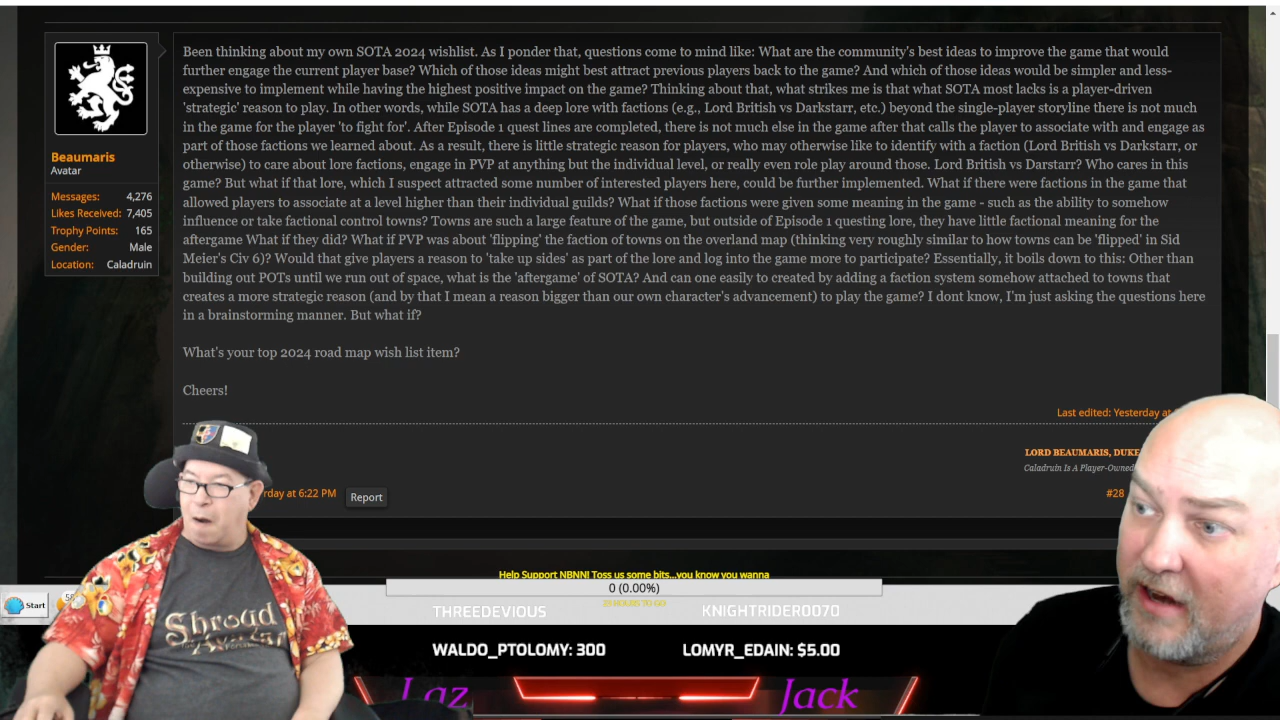 Been thinking about my own SOTA 2024 wishlist. As I ponder that, questions come to mind like: What are the community's best ideas to improve the game that would
further engage the current player base? Which of those ideas might best attract previous players back to the game? And which of those ideas would be simpler and less-
expensive to implement while having the highest positive impact on the game? Thinking about that, what strikes me is that what SOTA most lacks is a player-driven
'strategic' reason to play. In other words, while SOTA has a deep lore with factions (e.g., Lord British vs Darkstarr, etc.) beyond the single-player storyline there is not much
in the game for the player 'to fight for'. After Episode 1 quest lines are completed, there is not much else in the game after that calls the player to associate with and engage as
part of those factions we learned about. As a result, there is little strategic reason for players, who may otherwise like to identify with a faction (Lord British vs Darkstarr, or
otherwise) to care about lore factions, engage in PVP at anything but the individual level, or really even role play around those. Lord British vs Darstarr? Who cares in this
game? But what if that lore, which I suspect attracted some number of interested players here, could be further implemented. What if there were factions in the game that
allowed players to associate at a level higher than their individual guilds? What if those factions were given some meaning in the game - such as the ability to somehow
influence or take factional control towns? Towns are such a large feature of the game, but outside of Episode 1 questing lore, they have little factional meaning for the
aftergame What if they did? What if PVP was about 'flipping' the faction of towns on the overland map (thinking very roughly similar to how towns can be 'flipped' in Sid
Meier's Civ 6)? Would that give players a reason to 'take up sides' as part of the lore and log into the game more to participate? Essentially, it boils down to this: Other than
building out POTs until we run out of space, what is the 'aftergame' of SOTA? And can one easily to created by adding a faction system somehow attached to towns that
creates a more strategic reason (and by that I mean a reason bigger than our own character's advancement) to play the game? I dont know, I'm just asking the questions here
in a brainstorming manner. But what if?
What's your top 2024 road map wish list item?
Cheers!
Beaumaris
Avatar
Messages: 4,276
Likes Received: 7,405
Trophy Points: 165
Gender: Male
Location: Caladruin
Last edited: Yesterday at
LORD BEAUMARIS, DUKE
Caladruin Is A Player-Owned
rday at 6:22 PM Report #28
Help Support NBNN! Toss us some bits...you know you wanna
0 (0.00%)
Start
THREEDEVIOUS KNIGHTRIDER0070
WALDO_PTOLOMY: 300 LOMYR_EDAIN: $5.00
Laz Jack
Shroud